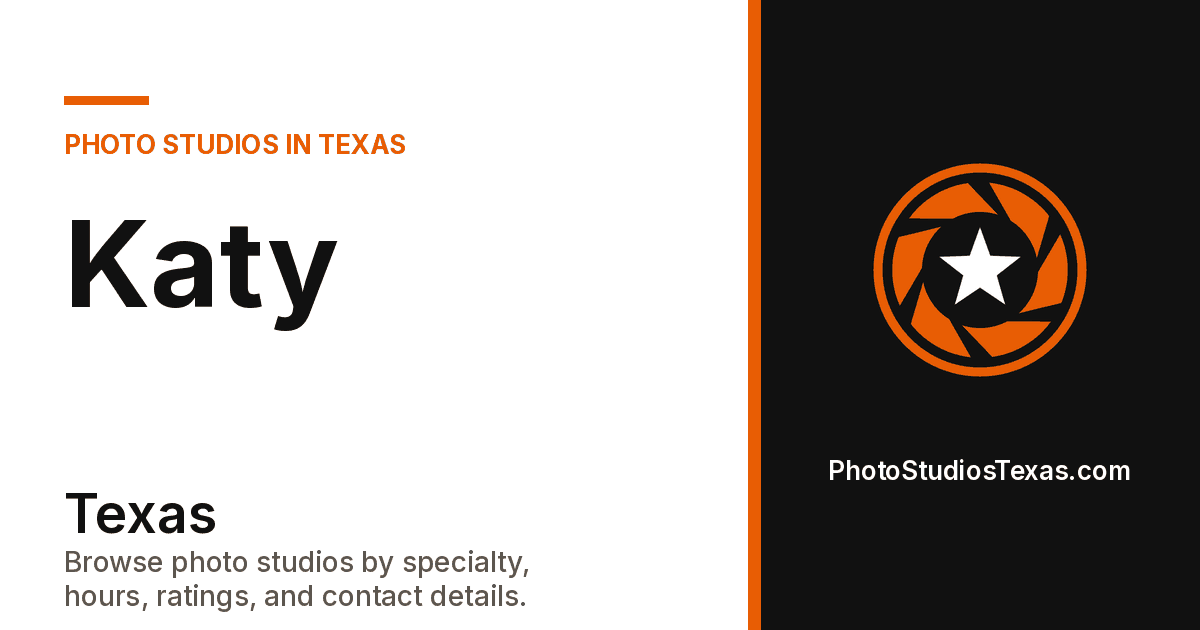 PHOTO STUDIOS IN TEXAS
Katy
Texas
Browse photo studios by specialty,
hours, ratings, and contact details.
PhotoStudiosTexas.com